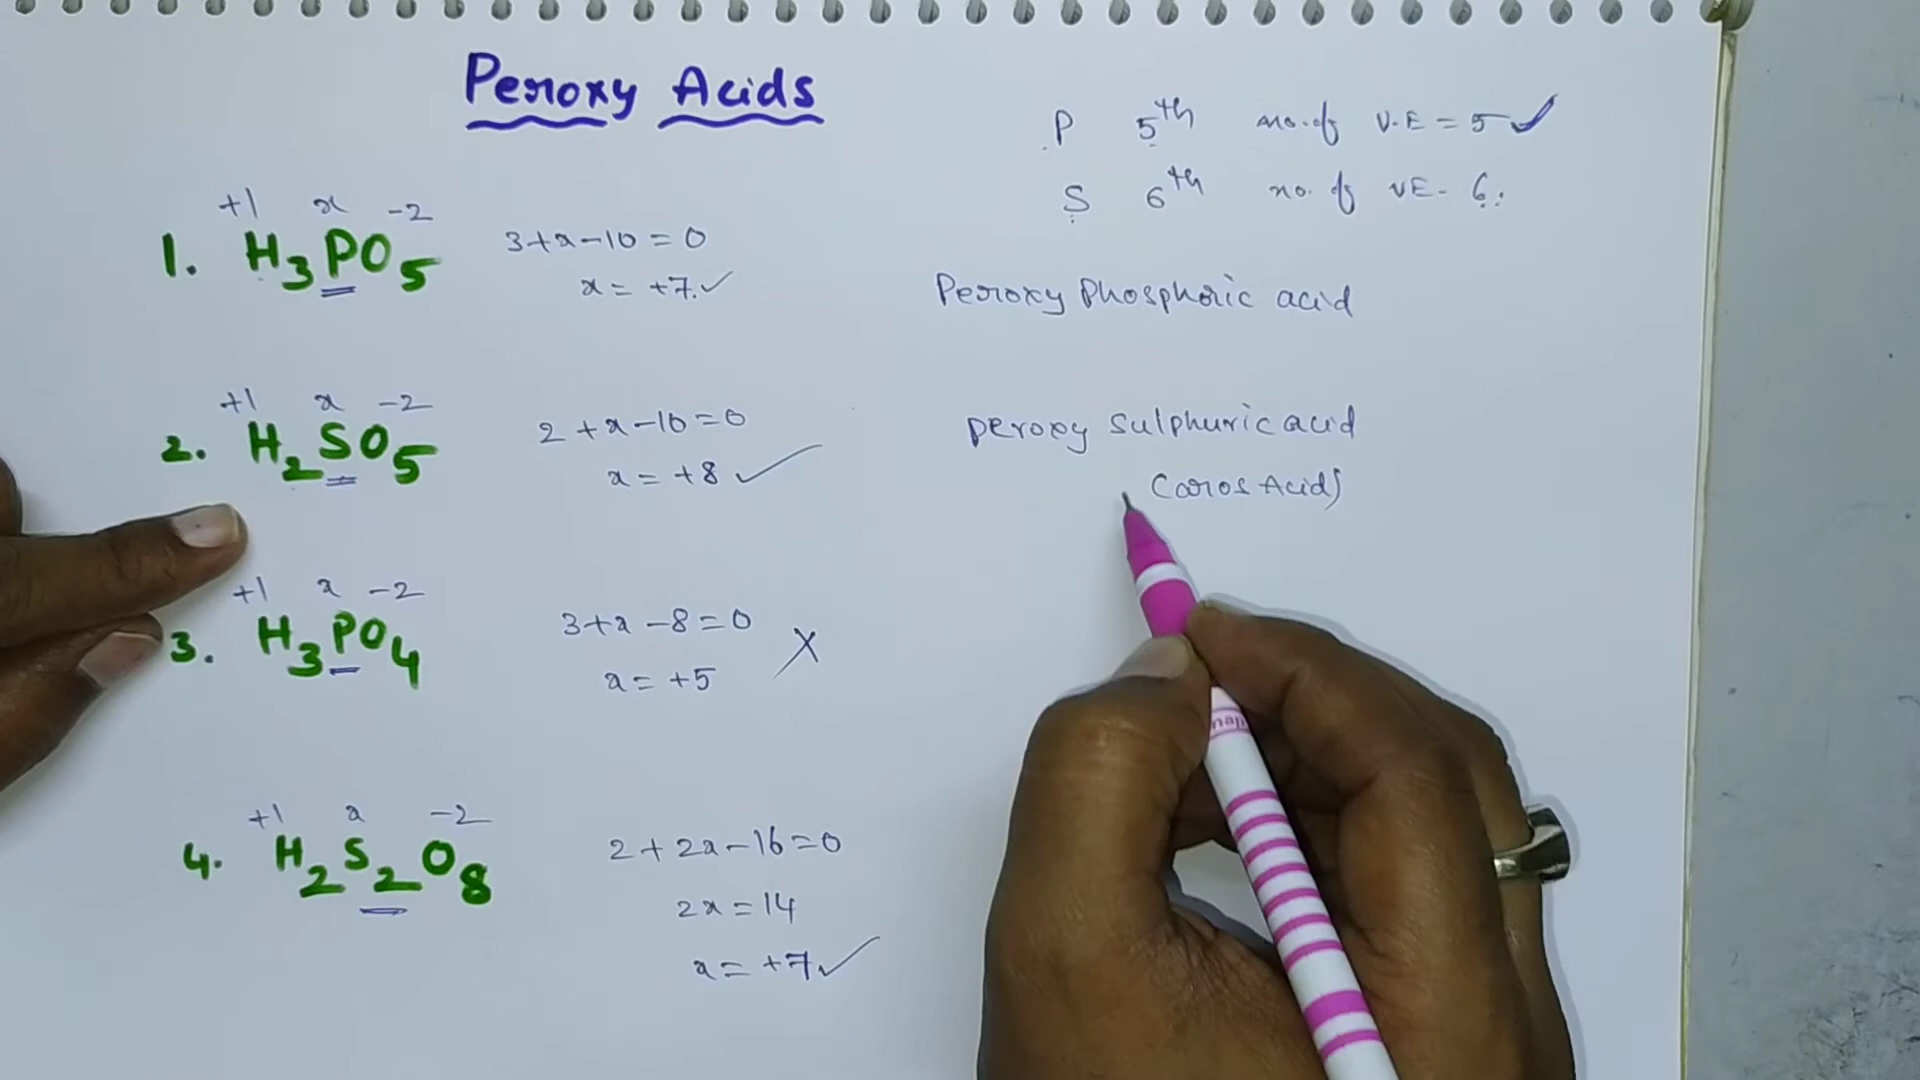 Peroxy Acids
P 5th no. of V.E = 5 ✓
S 6th no. of VE - 6.
+1 x -2
1. H3PO5
3+x-10=0
x = +7. ✓
Peroxy Phosphoric acid
+1 x -2
2. H2SO5
2+x-10=0
x = +8 ✓
Peroxy Sulphuric acid
(Caros Acid)
+1 x -2
3. H3PO4
3+x-8=0
x = +5 X
+1 x -2
4. H2S2O8
2+2x-16=0
2x=14
x = +7 ✓